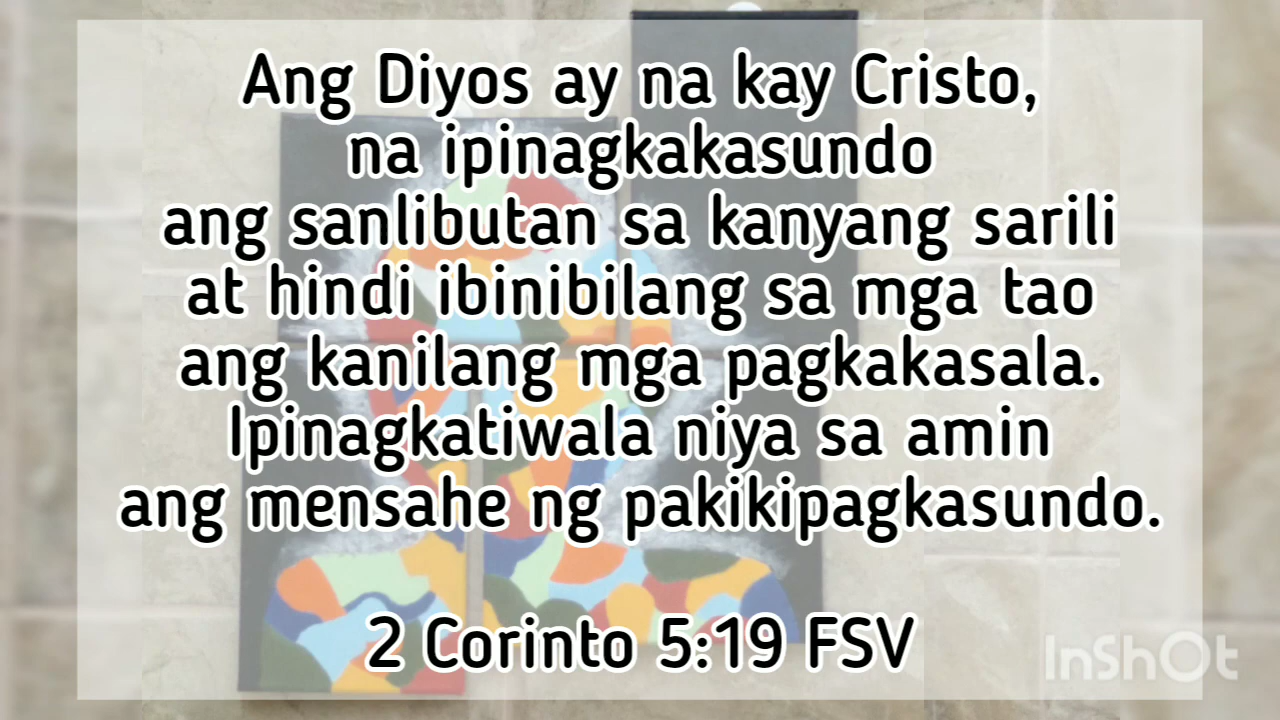 Ang Diyos ay na kay Cristo,
na ipinagkakasundo
ang sanlibutan sa kanyang sarili
at hindi ibinibilang sa mga tao
ang kanilang mga pagkakasala.
Ipinagkatiwala niya sa amin
ang mensahe ng pakikipagkasundo.
2 Corinto 5:19 FSV
InShOt